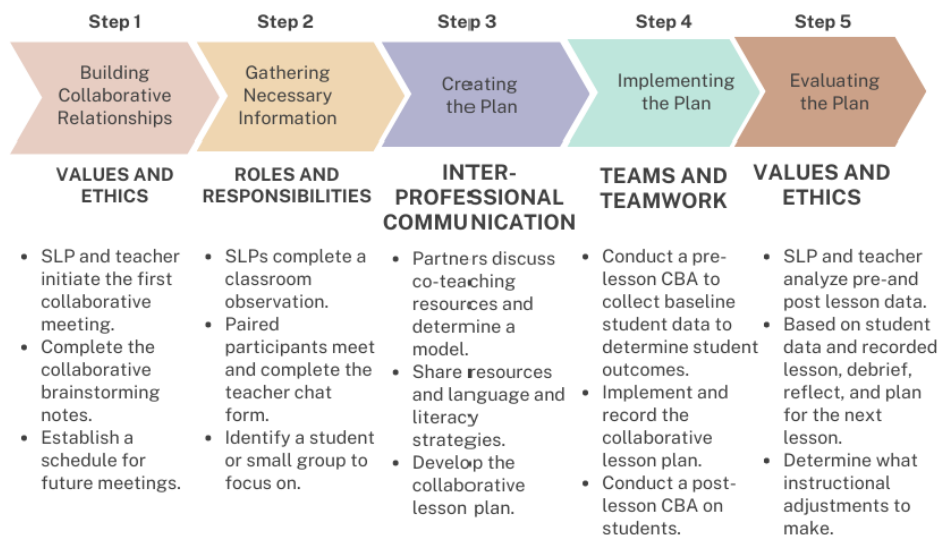 Step 1
Building
Collaborative
Relationships
VALUES AND
ETHICS
• SLP and teacher
initiate the first
collaborative
meeting.
• Complete the
collaborative
brainstorming
notes.
• Establish a
schedule for
future meetings.
Step 2
Gathering
Necessary
Information
ROLES AND
RESPONSIBILITIES
• SLPs complete a
classroom
observation.
• Paired
participants meet
and complete the
teacher chat
form.
• Identify a student
or small group to
focus on.
Step 3
Creating
the Plan
INTER-
PROFESSIONAL
COMMUNICATION
• Partners discuss
co-teaching
resources and
determine a
model.
• Share resources
and language and
literacy
strategies.
• Develop the
collaborative
lesson plan.
Step 4
Implementing
the Plan
TEAMS AND
TEAMWORK
• Conduct a pre-
lesson CBA to
collect baseline
student data to
determine student
outcomes.
• Implement and
record the
collaborative
lesson plan.
• Conduct a post-
lesson CBA on
students.
Step 5
Evaluating
the Plan
VALUES AND
ETHICS
• SLP and teacher
analyze pre-and
post lesson data.
• Based on student
data and recorded
lesson, debrief,
reflect, and plan
for the next
lesson.
• Determine what
instructional
adjustments to
make.